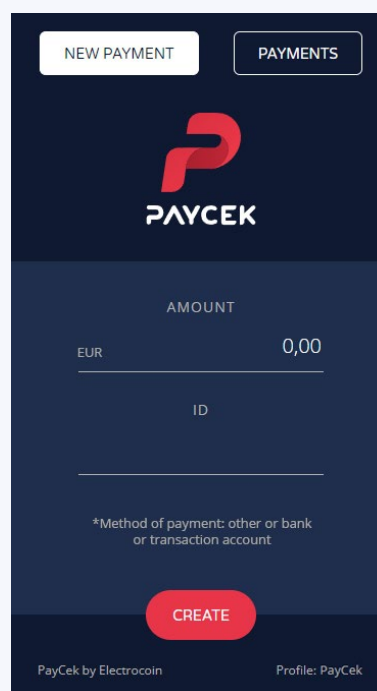 NEW PAYMENT
PAYMENTS
PAYCEK
AMOUNT
EUR 0,00
ID
*Method of payment: other or bank
or transaction account
CREATE
PayCek by Electrocoin
Profile: PayCek